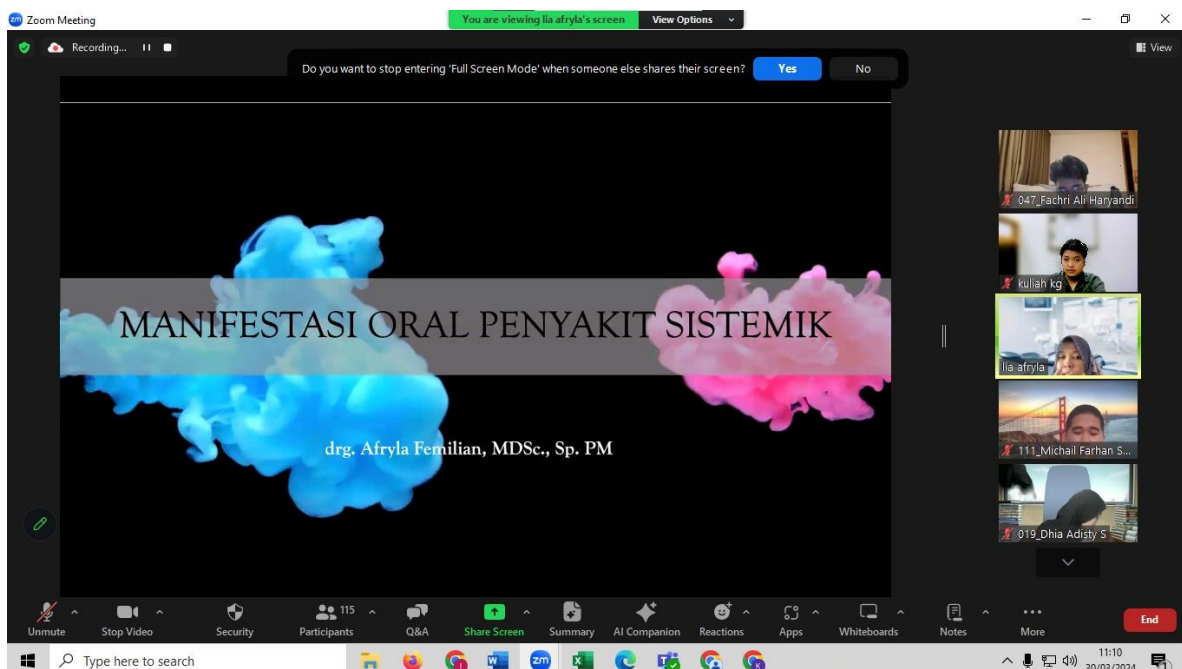 Zoom Meeting
You are viewing lia afryla's screen View Options
Recording...
View
Do you want to stop entering 'Full Screen Mode' when someone else shares their screen? Yes No
MANIFESTASI ORAL PENYAKIT SISTEMIK
drg. Afryla Femilian, MDSc., Sp. PM
047_Fachri Ali Haryandi
kuliah kg
lia afryla
111_Michail Farhan S...
019_Dhia Adisty S
115
Unmute Stop Video Security Participants Q&A Share Screen Summary AI Companion Reactions Apps Whiteboards Notes More End
Type here to search
11:10
30/03/2024